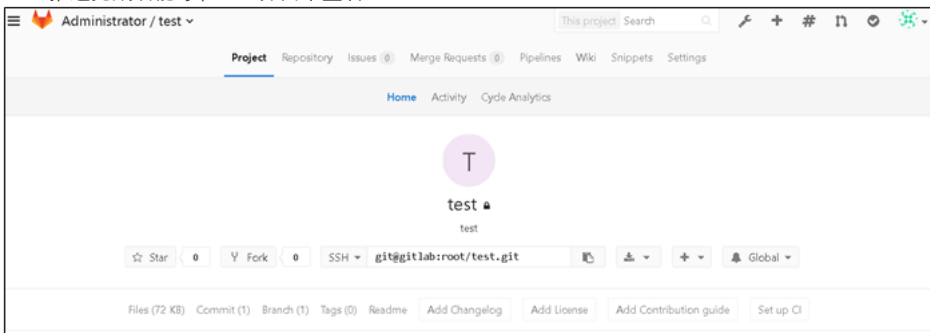 Administrator / test
This project Search
Project Repository Issues 0 Merge Requests 0 Pipelines Wiki Snippets Settings
Home Activity Cycle Analytics
T
test
test
Star 0 Fork 0 SSH git@gitlab:root/test.git Global
Files (72 KB) Commit (1) Branch (1) Tags (0) Readme Add Changelog Add License Add Contribution guide Set up CI